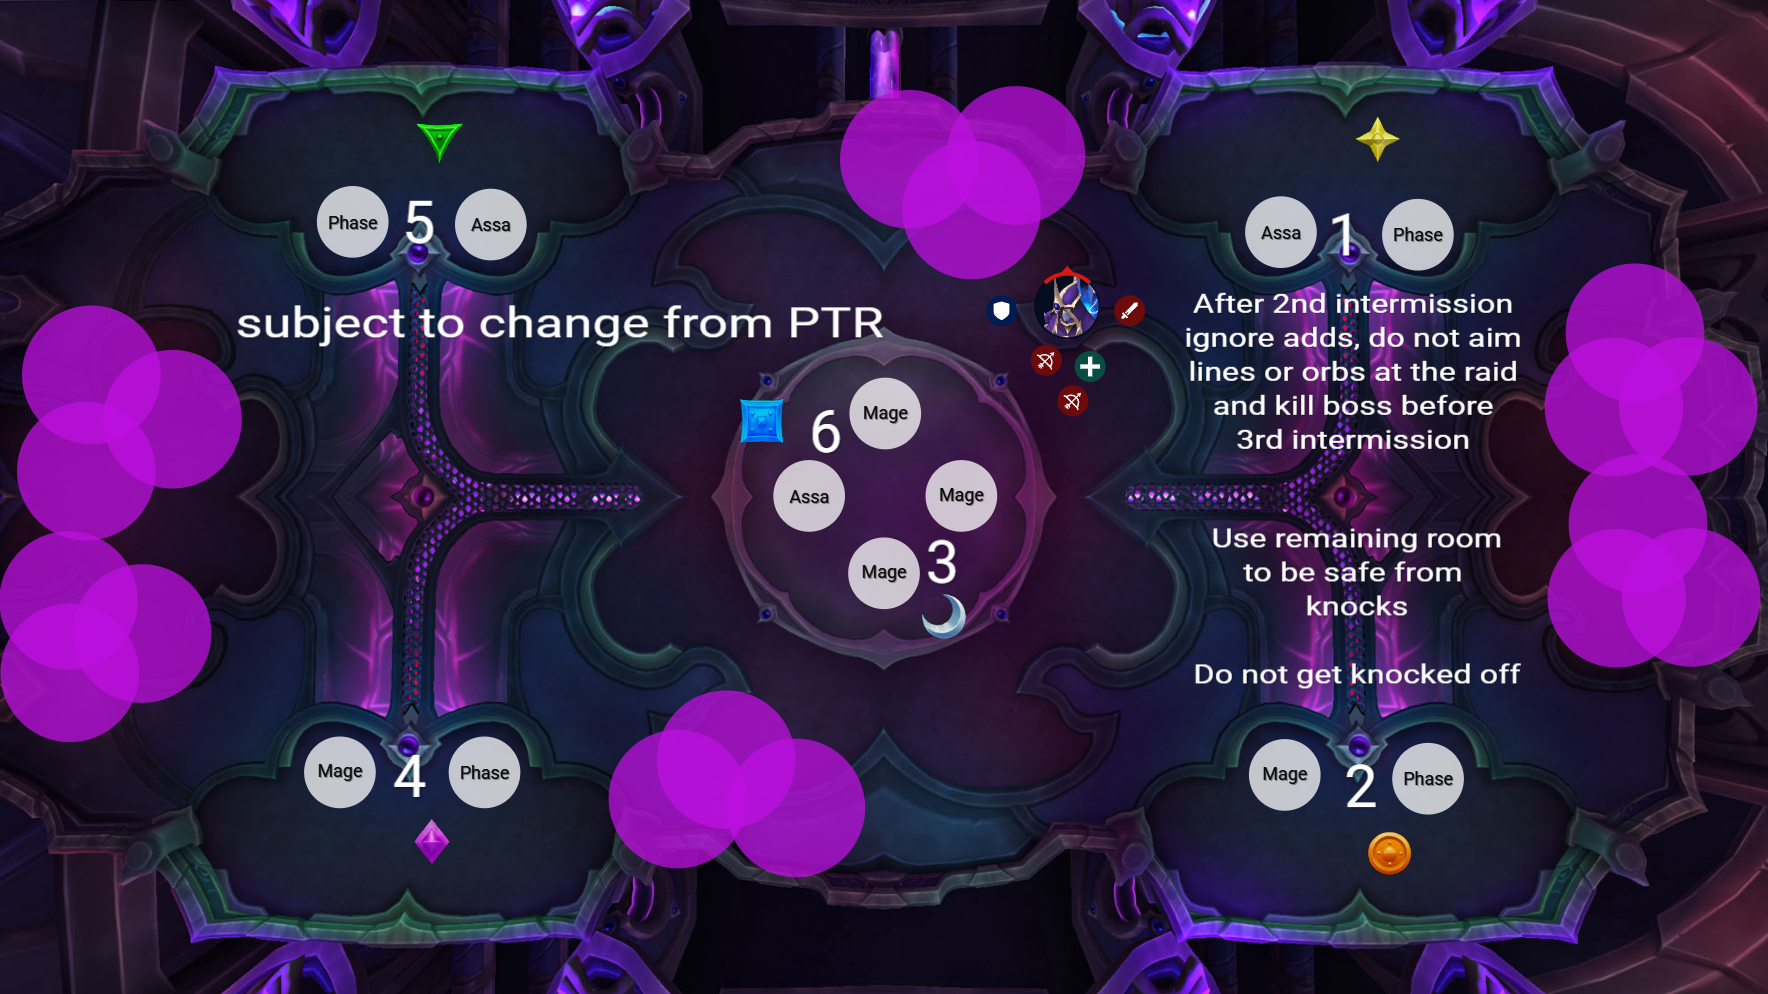 Phase
5
Assa
Assa
1
Phase
subject to change from PTR
After 2nd intermission
ignore adds, do not aim
lines or orbs at the raid
and kill boss before
3rd intermission
6
Mage
Assa
Mage
Mage
3
Use remaining room
to be safe from
knocks
Do not get knocked off
Mage
4
Phase
Mage
2
Phase